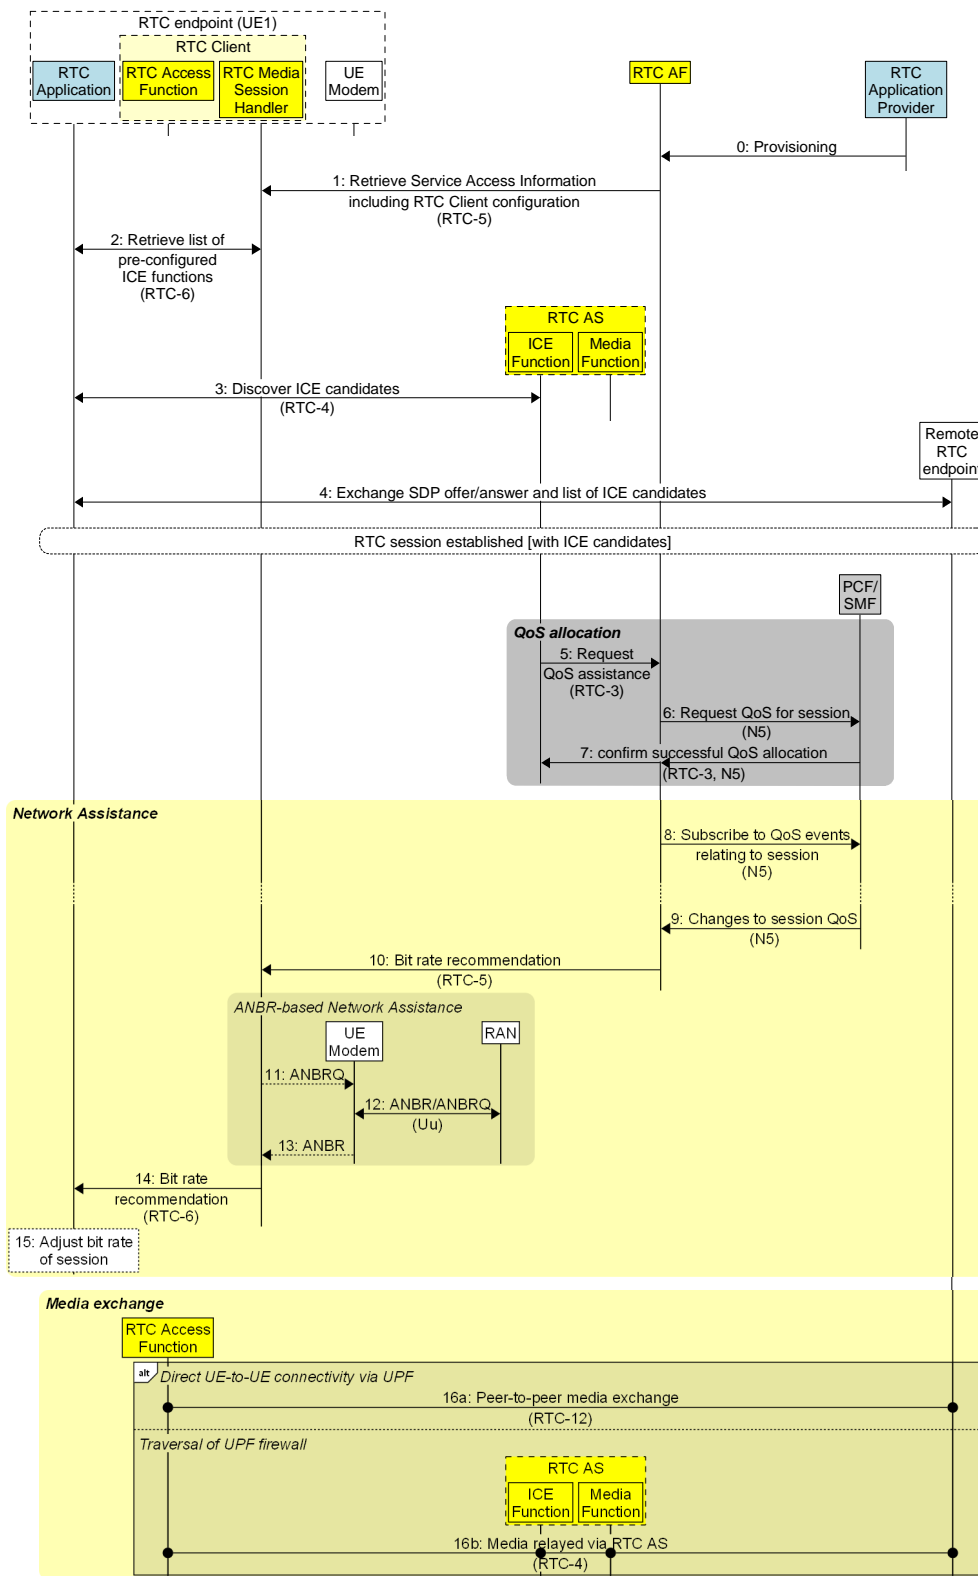 RTC endpoint (UE1)
RTC Client
RTC
Application
RTC Access
Function
RTC Media
Session
Handler
UE
Modem
RTC AF
RTC
Application
Provider
0: Provisioning
1: Retrieve Service Access Information
including RTC Client configuration
(RTC-5)
2: Retrieve list of
pre-configured
ICE functions
(RTC-6)
RTC AS
ICE
Function
Media
Function
3: Discover ICE candidates
(RTC-4)
Remote
RTC
endpoint
4: Exchange SDP offer/answer and list of ICE candidates
RTC session established [with ICE candidates]
PCF/
SMF
QoS allocation
5: Request
QoS assistance
(RTC-3)
6: Request QoS for session
(N5)
7: confirm successful QoS allocation
(RTC-3, N5)
Network Assistance
8: Subscribe to QoS events
relating to session
(N5)
9: Changes to session QoS
(N5)
10: Bit rate recommendation
(RTC-5)
ANBR-based Network Assistance
UE
Modem
RAN
11: ANBRQ
12: ANBR/ANBRQ
(Uu)
13: ANBR
14: Bit rate
recommendation
(RTC-6)
15: Adjust bit rate
of session
Media exchange
RTC Access
Function
alt
Direct UE-to-UE connectivity via UPF
16a: Peer-to-peer media exchange
(RTC-12)
Traversal of UPF firewall
RTC AS
ICE
Function
Media
Function
16b: Media relayed via RTC AS
(RTC-4)